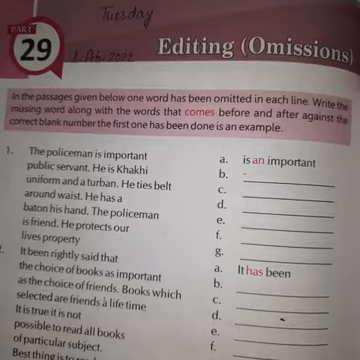 Tuesday
PART
29
1 Feb. 2022
Editing (Omissions)
In the passages given below one word has been omitted in each line. Write the
missing word along with the words that comes before and after against the
correct blank number the first one has been done is an example.
1. The policeman is important
public servant. He is Khakhi
uniform and a turban. He ties belt
around waist. He has a
baton his hand. The policeman
is friend. He protects our
lives property
a. is an important
b.
c.
d.
e.
f.
g.
2. It been rightly said that
the choice of books as important
as the choice of friends. Books which
selected are friends à life time
It is true it is not
possible to read all books
of particular subject.
Best thing is to
a. It has been
b.
c.
d.
e.
f.